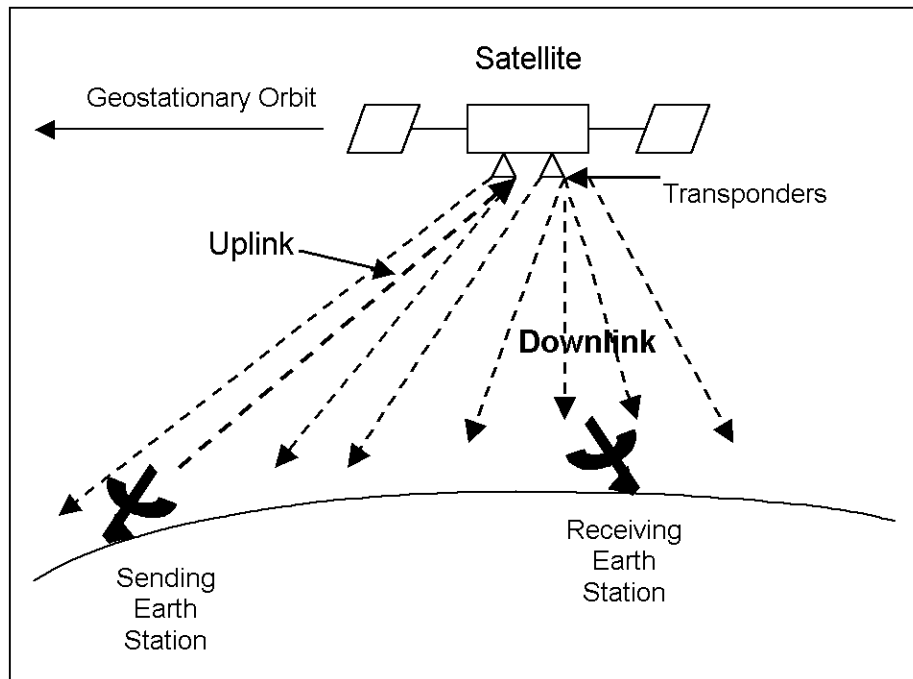 Satellite
Geostationary Orbit
Transponders
Uplink
Downlink
Receiving
Earth
Station
Sending
Earth
Station